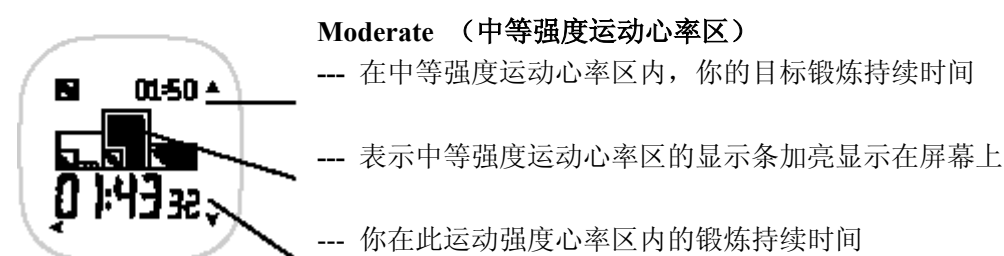 Moderate （中等强度运动心率区）
01:50
--- 在中等强度运动心率区内，你的目标锻炼持续时间
--- 表示中等强度运动心率区的显示条加亮显示在屏幕上
01:43 32
--- 你在此运动强度心率区内的锻炼持续时间